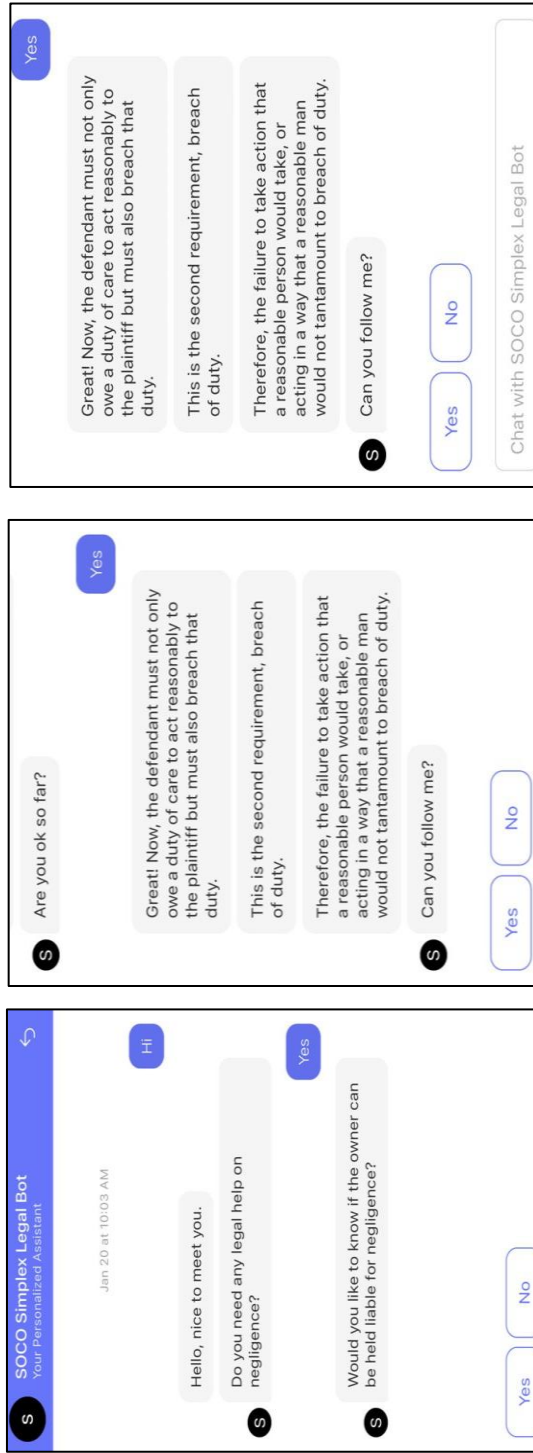 S
SOCO Simplex Legal Bot
Your Personalized Assistant
Jan 20 at 10:03 AM
Hi
Hello, nice to meet you.
Do you need any legal help on
negligence?
S
Yes
Would you like to know if the owner can
be held liable for negligence?
S
Yes
No
Are you ok so far?
S
Yes
Great! Now, the defendant must not only
owe a duty of care to act reasonably to
the plaintiff but must also breach that
duty.
This is the second requirement, breach
of duty.
Therefore, the failure to take action that
a reasonable person would take, or
acting in a way that a reasonable man
would not tantamount to breach of duty.
Can you follow me?
S
Yes
No
Yes
Great! Now, the defendant must not only
owe a duty of care to act reasonably to
the plaintiff but must also breach that
duty.
This is the second requirement, breach
of duty.
Therefore, the failure to take action that
a reasonable person would take, or
acting in a way that a reasonable man
would not tantamount to breach of duty.
Can you follow me?
S
Yes
No
Chat with SOCO Simplex Legal Bot